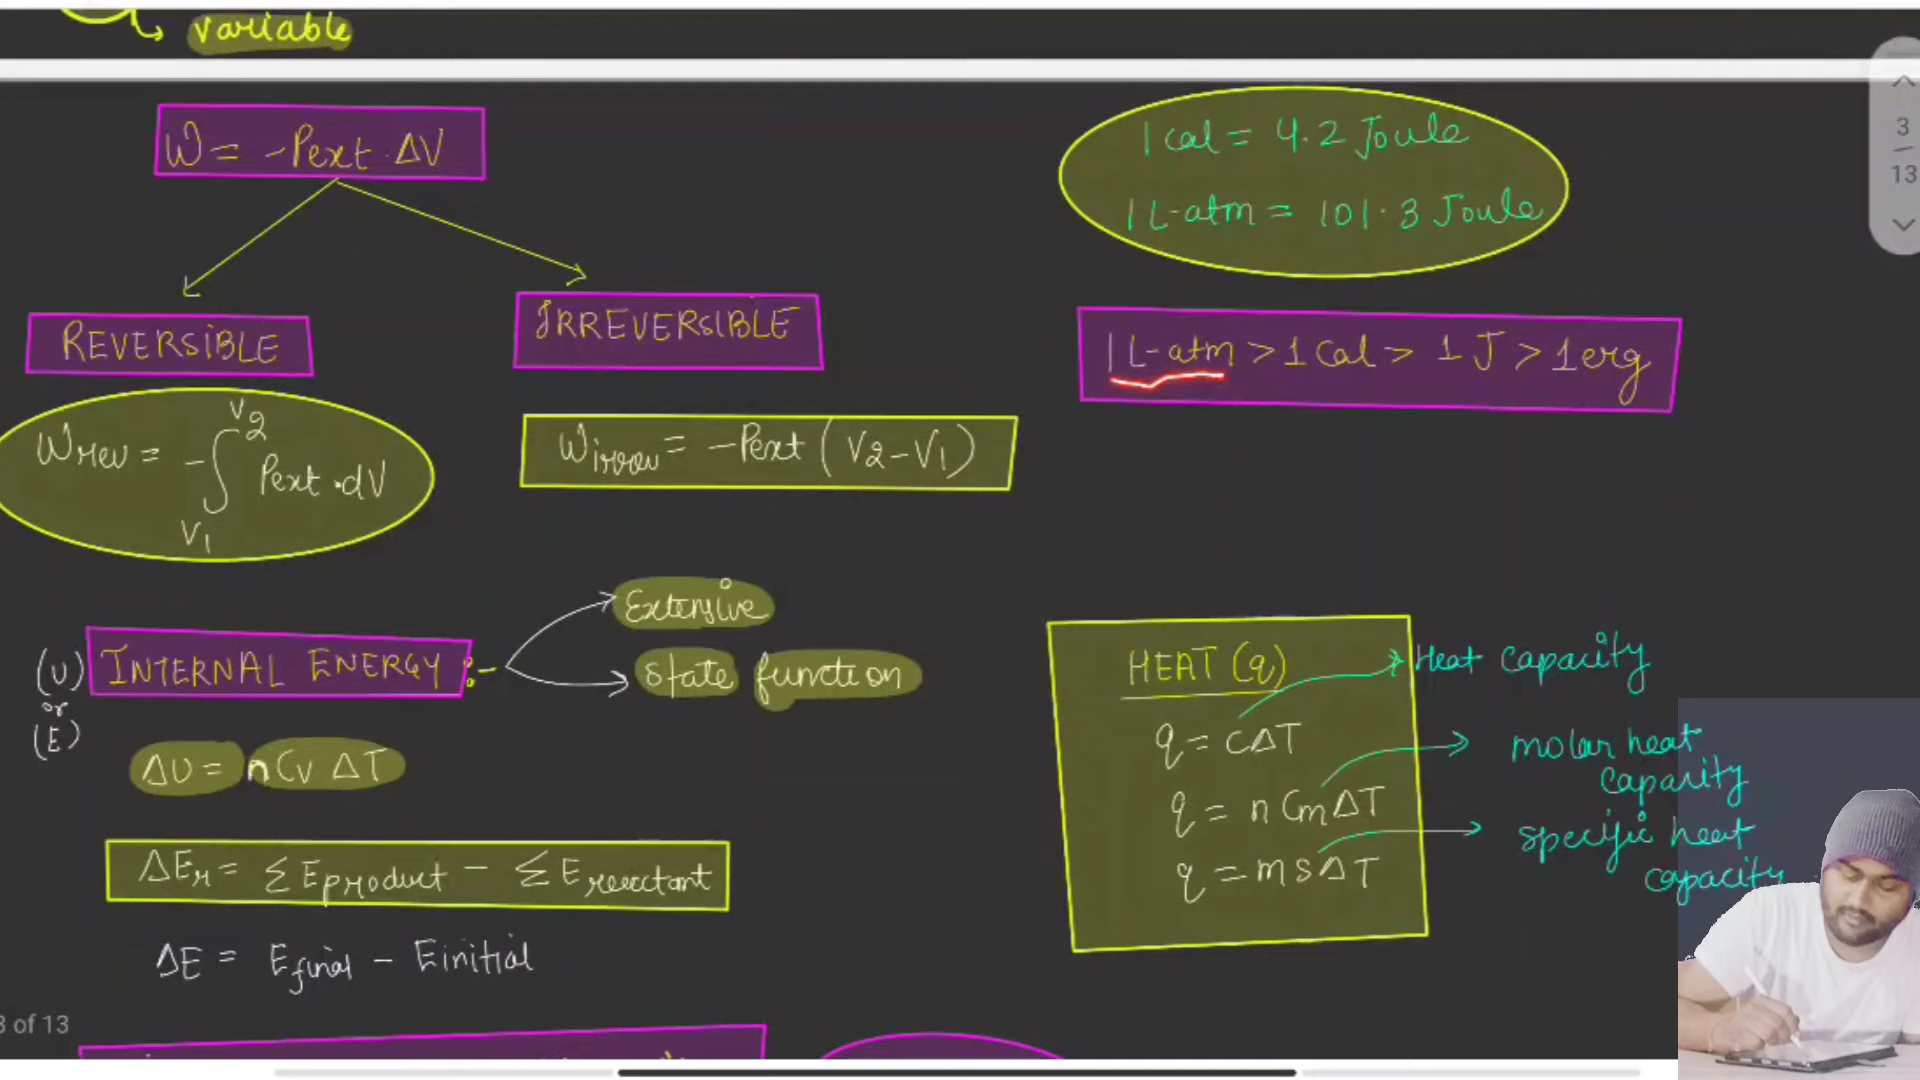 variable
W = -Pext . ΔV
1 Cal = 4.2 Joule
1 L-atm = 101.3 Joule
3
13
REVERSiBLE
IRREVERSIBLE
1 L-atm > 1 Cal > 1 J > 1 erg
Wrev = - ∫ Pext . dV
V2
V1
Wirrev = -Pext (V2-V1)
(U)
or
(E)
INTERNAL ENERGY :-
Extensive
state function
ΔU = nCv ΔT
ΔEr = Σ Eproduct - Σ Ereactant
ΔE = Efinal - Einitial
HEAT (q)
Heat Capacity
q = CΔT
molar heat
capacity
q = n Cm ΔT
specific heat
capacity
q = m s ΔT
3 of 13